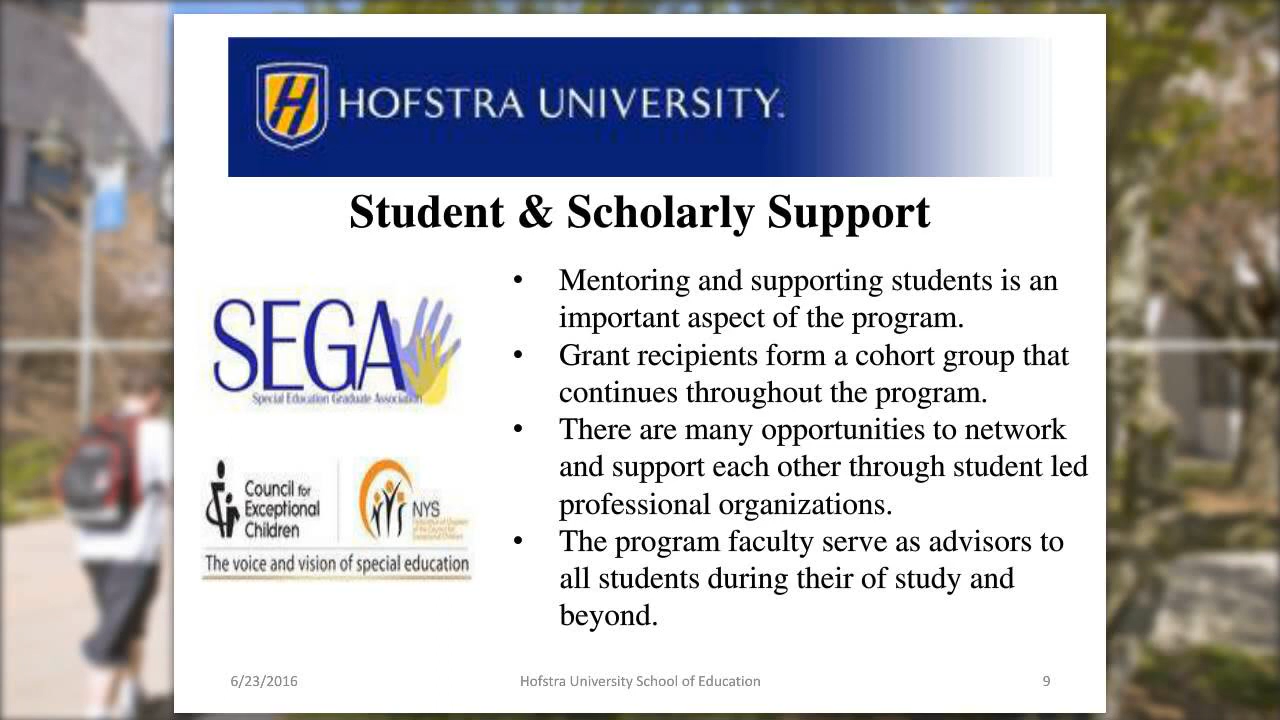 HOFSTRA UNIVERSITY.
Student & Scholarly Support
SEGA
Special Education Graduate Association
Council for
Exceptional
Children
NYS
The voice and vision of special education
• Mentoring and supporting students is an
important aspect of the program.
• Grant recipients form a cohort group that
continues throughout the program.
• There are many opportunities to network
and support each other through student led
professional organizations.
• The program faculty serve as advisors to
all students during their of study and
beyond.
6/23/2016
Hofstra University School of Education
9